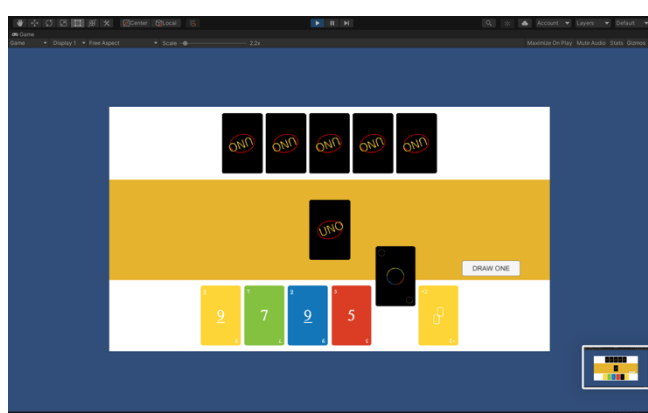 Center Local Account Layers Default
Game
Game Display 1 Free Aspect Scale 3.2x Maximize On Play Mute Audio Stats Gizmos
UNO UNO UNO UNO UNO
UNO
DRAW ONE
9 7 9 5